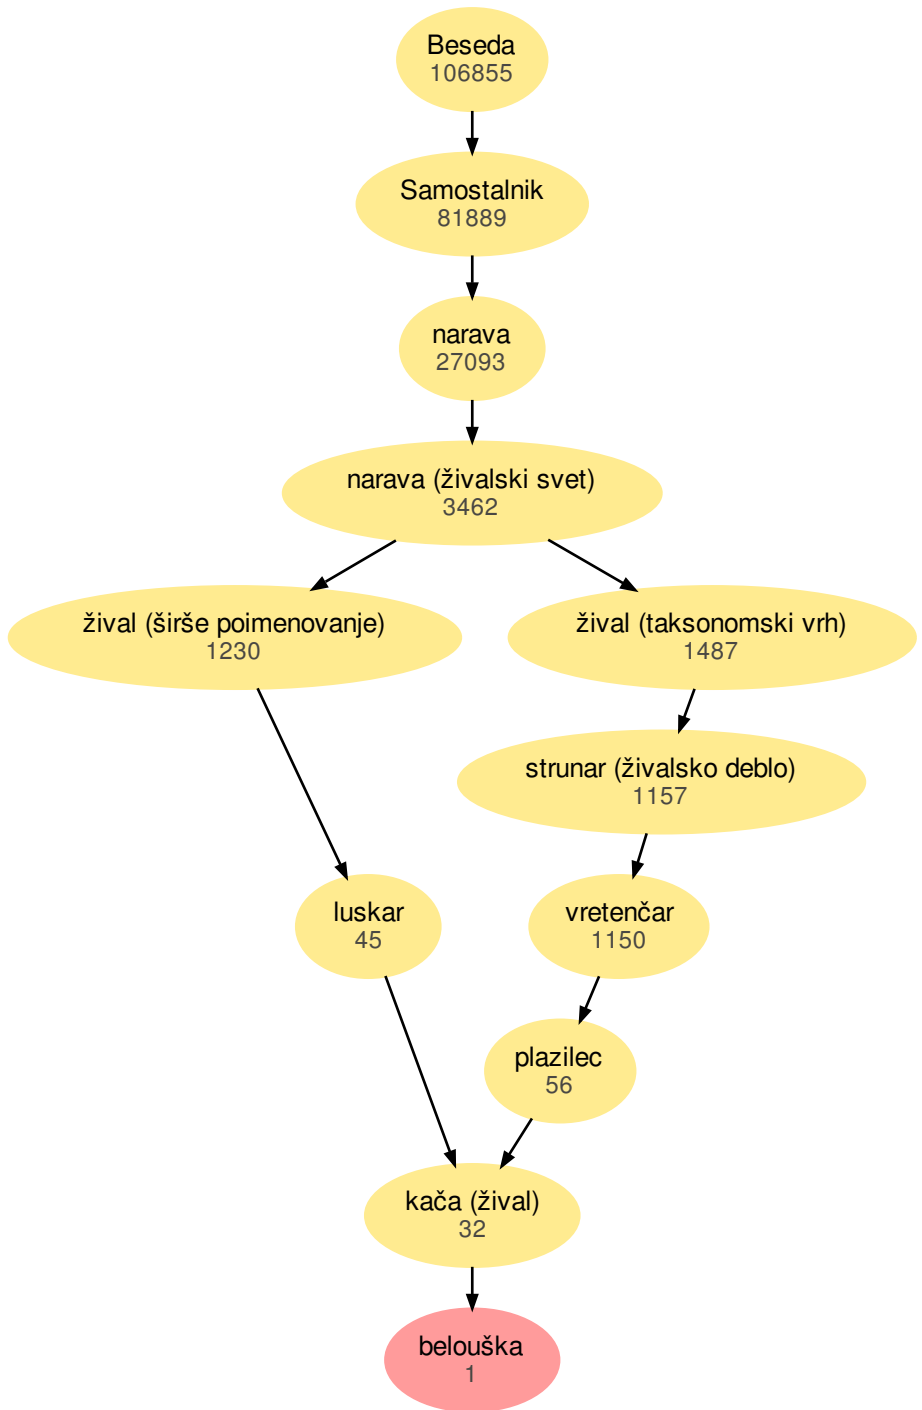 Beseda
106855
Samostalnik
81889
narava
27093
narava (živalski svet)
3462
žival (širše poimenovanje)
1230
žival (taksonomski vrh)
1487
strunar (živalsko deblo)
1157
luskar
45
vretenčar
1150
plazilec
56
kača (žival)
32
belouška
1